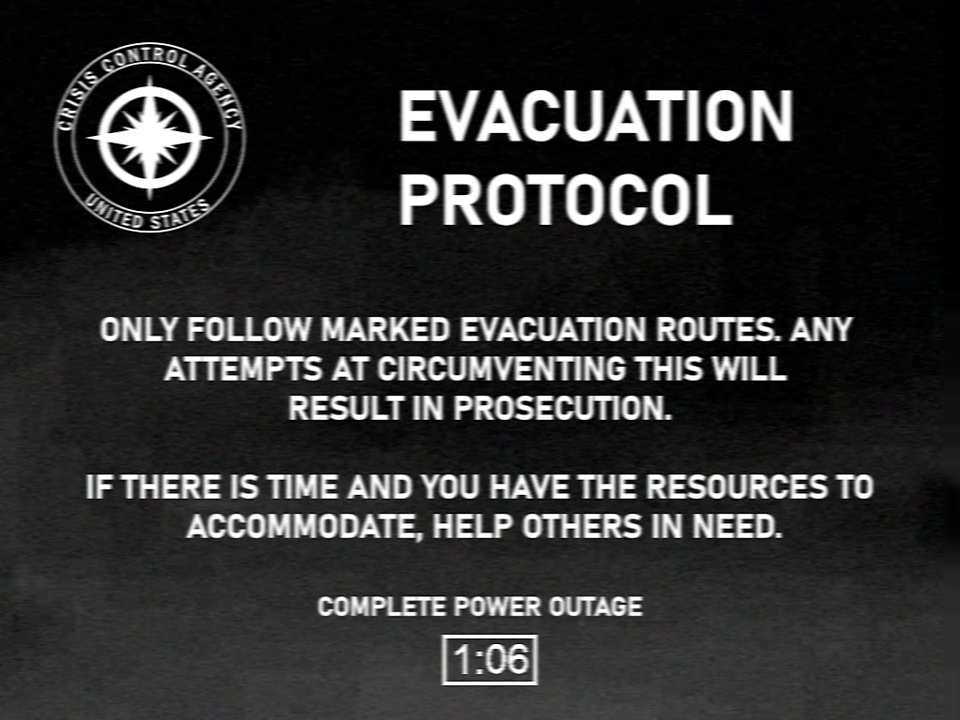 CRISIS CONTROL AGENCY
UNITED STATES
EVACUATION
PROTOCOL
ONLY FOLLOW MARKED EVACUATION ROUTES. ANY
ATTEMPTS AT CIRCUMVENTING THIS WILL
RESULT IN PROSECUTION.
IF THERE IS TIME AND YOU HAVE THE RESOURCES TO
ACCOMMODATE, HELP OTHERS IN NEED.
COMPLETE POWER OUTAGE
1:06